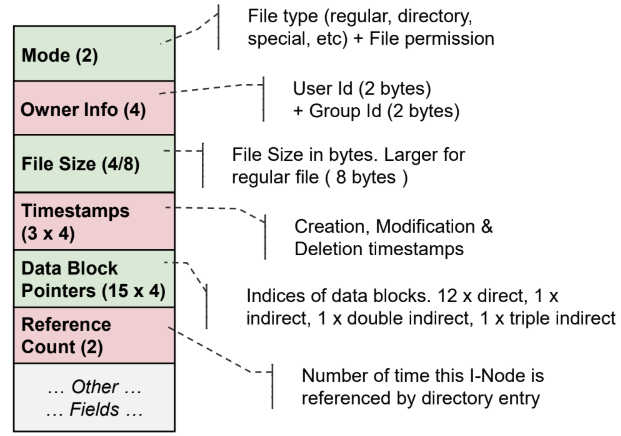 File type (regular, directory,
special, etc) + File permission
Mode (2)
Owner Info (4)
User Id (2 bytes)
+ Group Id (2 bytes)
File Size (4/8)
File Size in bytes. Larger for
regular file ( 8 bytes )
Timestamps
(3 x 4)
Creation, Modification &
Deletion timestamps
Data Block
Pointers (15 x 4)
Indices of data blocks. 12 x direct, 1 x
indirect, 1 x double indirect, 1 x triple indirect
Reference
Count (2)
Number of time this I-Node is
referenced by directory entry
… Other …
… Fields …